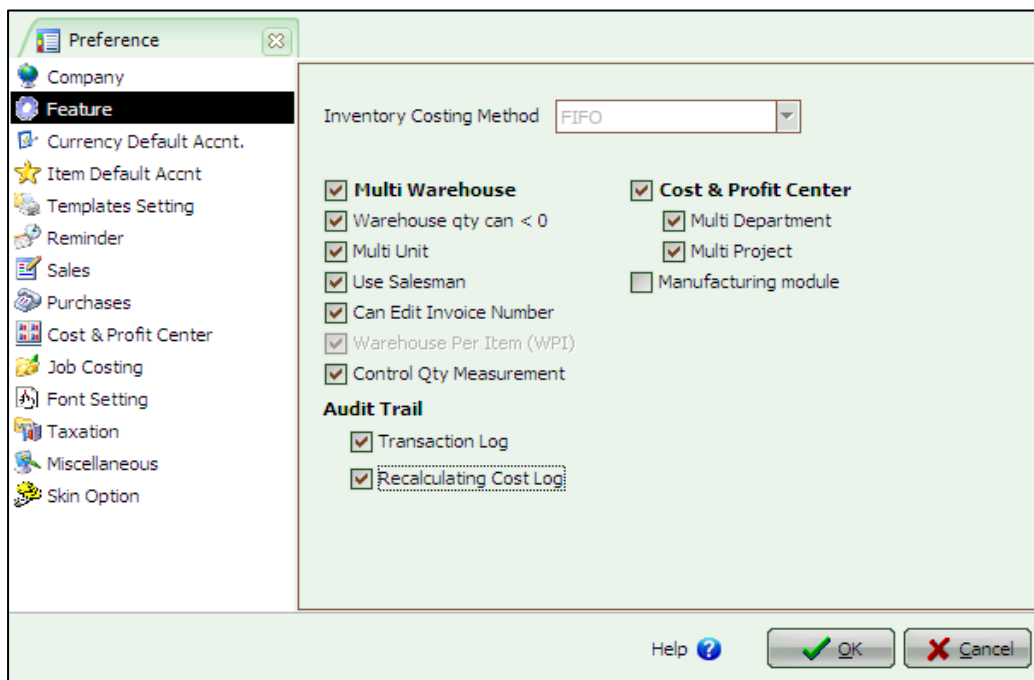 Preference
Company
Feature
Currency Default Accnt.
Item Default Accnt
Templates Setting
Reminder
Sales
Purchases
Cost & Profit Center
Job Costing
Font Setting
Taxation
Miscellaneous
Skin Option
Inventory Costing Method FIFO
Multi Warehouse
Warehouse qty can < 0
Multi Unit
Use Salesman
Can Edit Invoice Number
Warehouse Per Item (WPI)
Control Qty Measurement
Audit Trail
Transaction Log
Recalculating Cost Log
Cost & Profit Center
Multi Department
Multi Project
Manufacturing module
Help OK Cancel